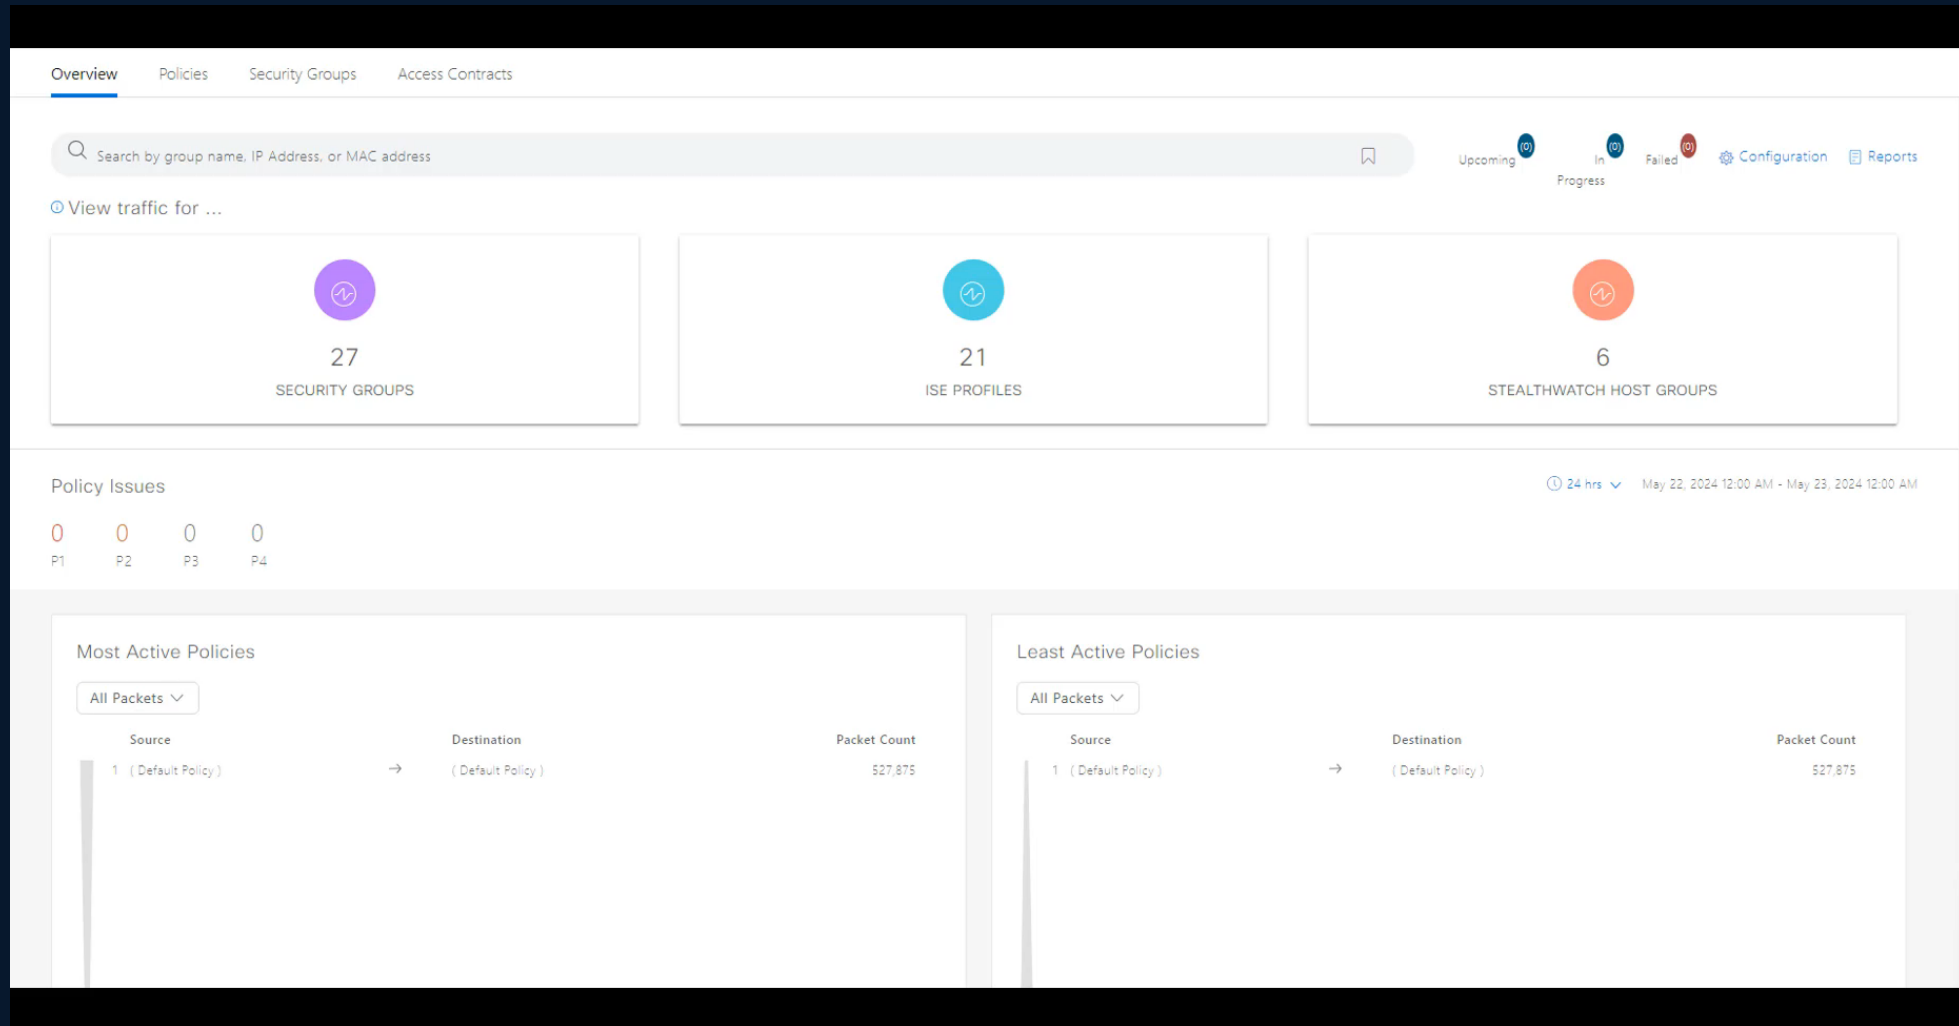 Overview Policies Security Groups Access Contracts
Search by group name, IP Address, or MAC address
Upcoming (0) In Progress (0) Failed (0) Configuration Reports
View traffic for ...
27
SECURITY GROUPS
21
ISE PROFILES
6
STEALTHWATCH HOST GROUPS
Policy Issues
24 hrs May 22, 2024 12:00 AM - May 23, 2024 12:00 AM
0 0 0 0
P1 P2 P3 P4
Most Active Policies
All Packets
Source Destination Packet Count
1 ( Default Policy ) → ( Default Policy ) 527,875
Least Active Policies
All Packets
Source Destination Packet Count
1 ( Default Policy ) → ( Default Policy ) 527,875